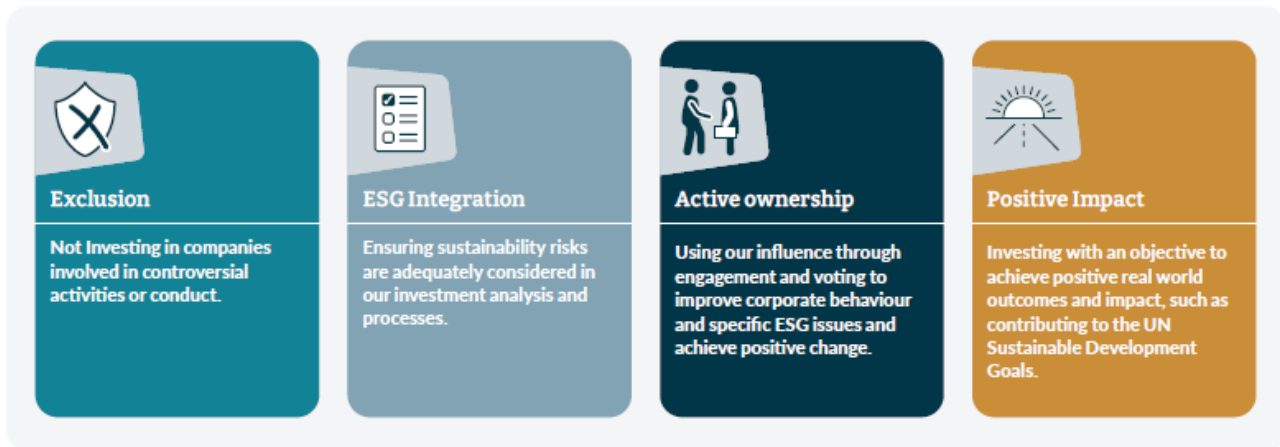 Exclusion
Not Investing in companies
involved in controversial
activities or conduct.
ESG Integration
Ensuring sustainability risks
are adequately considered in
our investment analysis and
processes.
Active ownership
Using our influence through
engagement and voting to
improve corporate behaviour
and specific ESG issues and
achieve positive change.
Positive Impact
Investing with an objective to
achieve positive real world
outcomes and impact, such as
contributing to the UN
Sustainable Development
Goals.